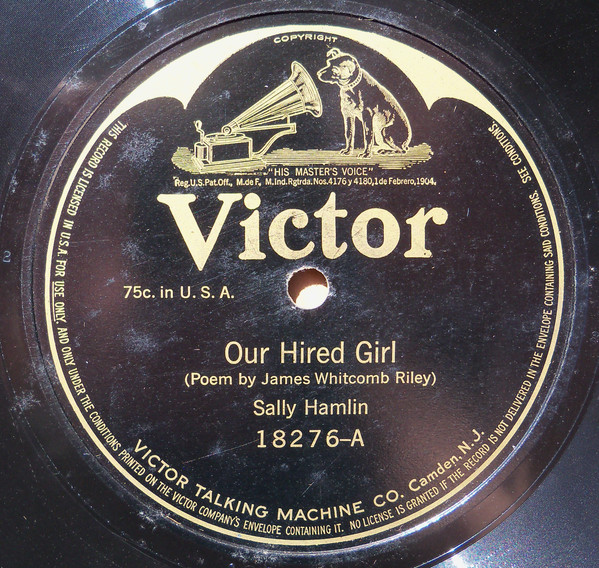 COPYRIGHT
"HIS MASTER'S VOICE"
Reg.U.S.Pat.Off., M.de F., M.Ind.Rgtrda.Nos.4176 y 4180,1 de Febrero,1904.
Victor
75c. in U.S.A.
Our Hired Girl
(Poem by James Whitcomb Riley)
Sally Hamlin
18276-A
VICTOR TALKING MACHINE CO. Camden, N.J.
THIS RECORD IS LICENSED IN U.S.A. FOR USE ONLY, AND ONLY UNDER THE CONDITIONS PRINTED ON THE VICTOR COMPANY'S ENVELOPE CONTAINING IT. NO LICENSE IS GRANTED IF THE RECORD IS NOT DELIVERED IN THE ENVELOPE CONTAINING SAID CONDITIONS. SEE CONDITIONS.